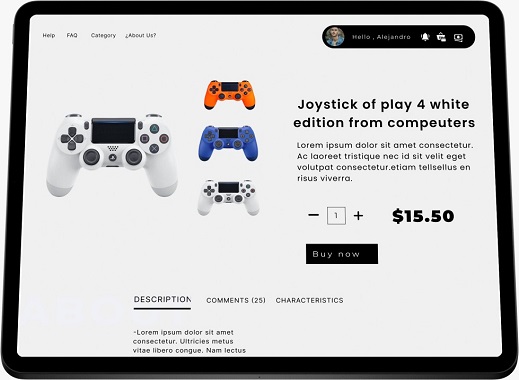 Help FAQ Category ¿About Us? Hello , Alejandro
Joystick of play 4 white
edition from compeuters
Lorem ipsum dolor sit amet consectetur.
Ac laoreet tristique nec id sit velit eget
volutpat consectetur.etiam tellsellus en
risus viverra.
1 $15.50
Buy now
DESCRIPTION COMMENTS (25) CHARACTERISTICS
-Lorem ipsum dolor sit amet
consectetur. Ultricies metus
vitae libero congue. Nam lectus